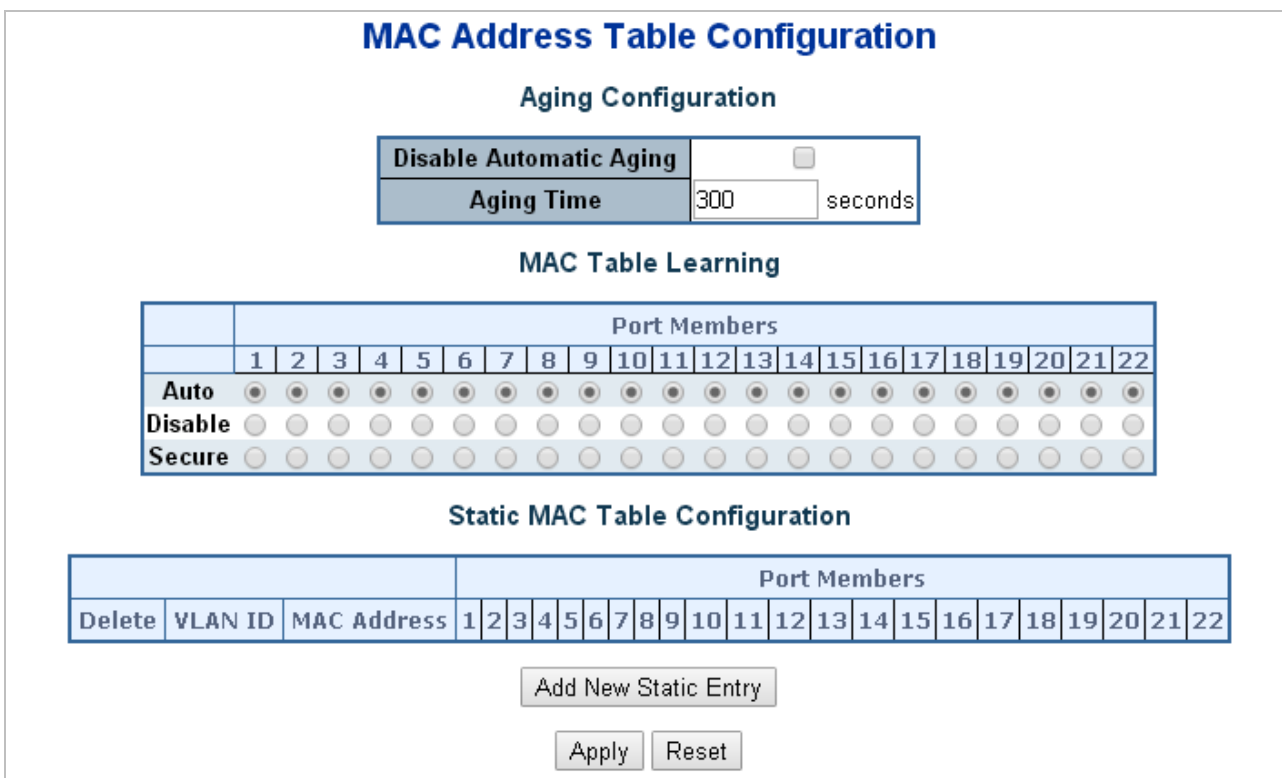 MAC Address Table Configuration
Aging Configuration
Disable Automatic Aging
Aging Time 300 seconds
MAC Table Learning
Port Members
1 2 3 4 5 6 7 8 9 10 11 12 13 14 15 16 17 18 19 20 21 22
Auto
Disable
Secure
Static MAC Table Configuration
Port Members
Delete VLAN ID MAC Address 1 2 3 4 5 6 7 8 9 10 11 12 13 14 15 16 17 18 19 20 21 22
Add New Static Entry
Apply Reset